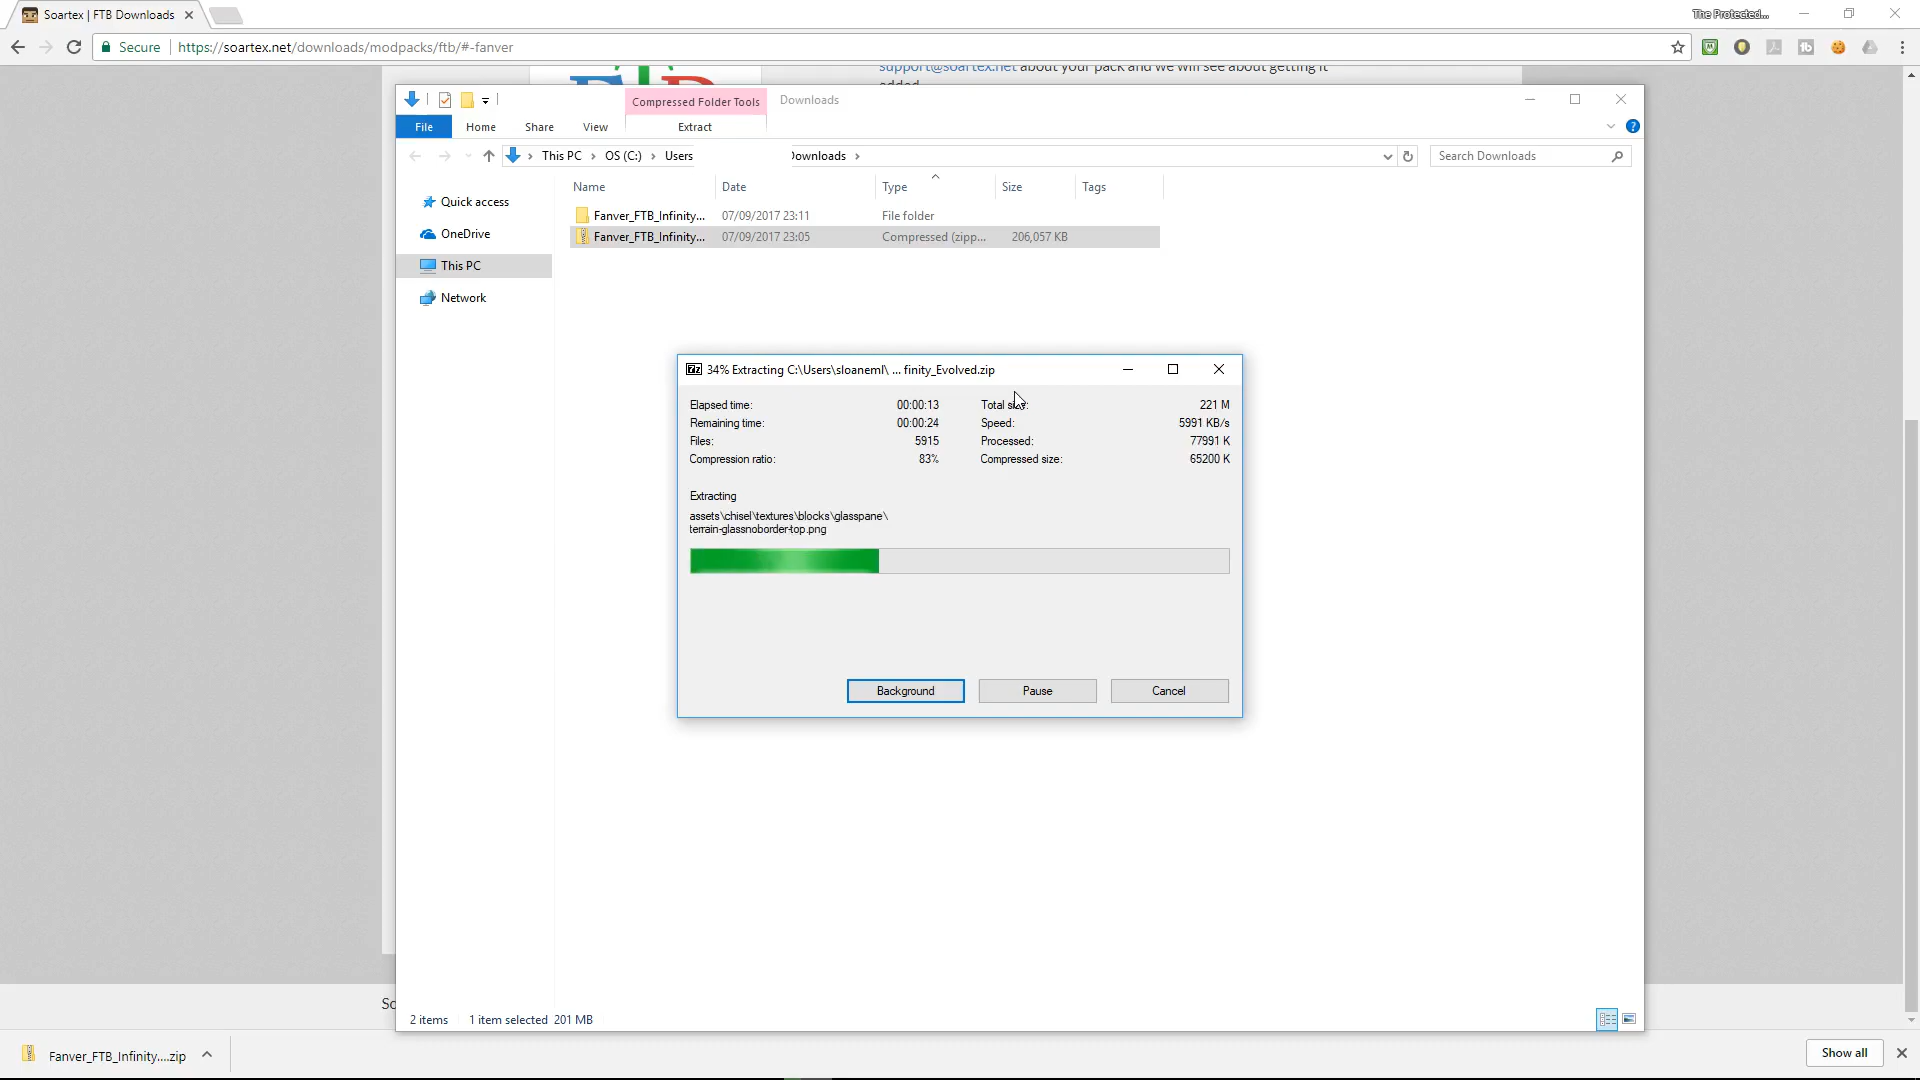 Soartex | FTB Downloads
The Protected...
Secure
https://soartex.net/downloads/modpacks/ftb/#-fanver
support@soartex.net about your pack and we will see about getting it
added.
Compressed Folder Tools
Downloads
File
Home
Share
View
Extract
This PC
OS (C:)
Users
Downloads
Search Downloads
Name
Date
Type
Size
Tags
Quick access
OneDrive
This PC
Network
Fanver_FTB_Infinity...
07/09/2017 23:11
File folder
Fanver_FTB_Infinity...
07/09/2017 23:05
Compressed (zipp...
206,057 KB
34% Extracting C:\Users\sloaneml\ ... finity_Evolved.zip
Elapsed time:
00:00:13
Total size:
221 M
Remaining time:
00:00:24
Speed:
5991 KB/s
Files:
5915
Processed:
77991 K
Compression ratio:
83%
Compressed size:
65200 K
Extracting
assets\chisel\textures\blocks\glasspane\
terrain-glassnoborder-top.png
Background
Pause
Cancel
2 items
1 item selected 201 MB
So
Fanver_FTB_Infinity....zip
Show all